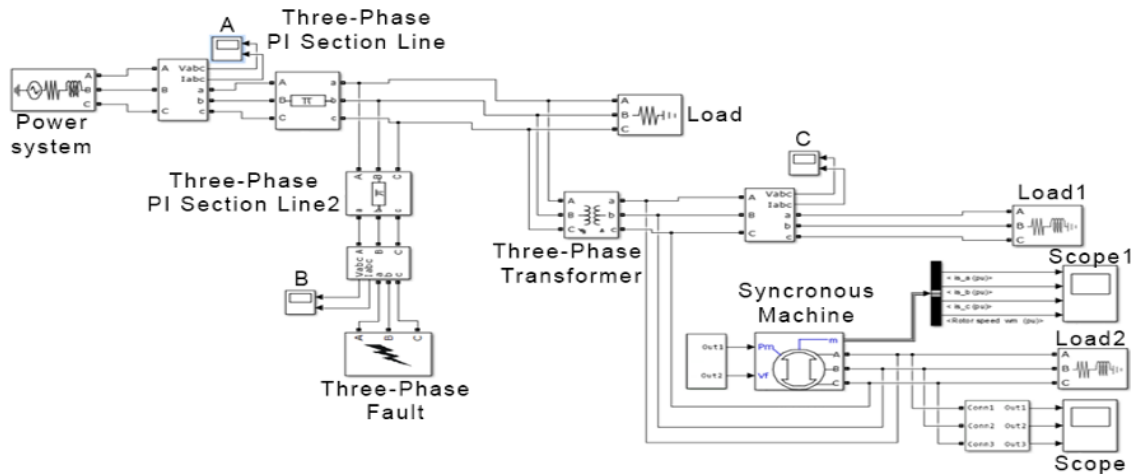 A
Three-Phase
PI Section Line
A
B
C
A
B
C
Vabc
Iabc
a
b
c
A
B
C
a
b
c
A
B
C
Load
Power
system
C
Three-Phase
PI Section Line2
A
B
C
Vabc
Iabc
A
B
C
a
b
c
B
A
B
C
Three-Phase
Fault
A
B
C
a
b
c
Three-Phase
Transformer
A
B
C
Vabc
Iabc
a
b
c
Load1
A
B
C
Scope1
<is_a (pu)>
<is_b (pu)>
<is_c (pu)>
<Rotor speed wm (pu)>
Syncronous
Machine
Out1
Out2
Pm
Vf
m
A
B
C
Load2
A
B
C
Conn1
Conn2
Conn3
Out1
Out2
Out3
Scope